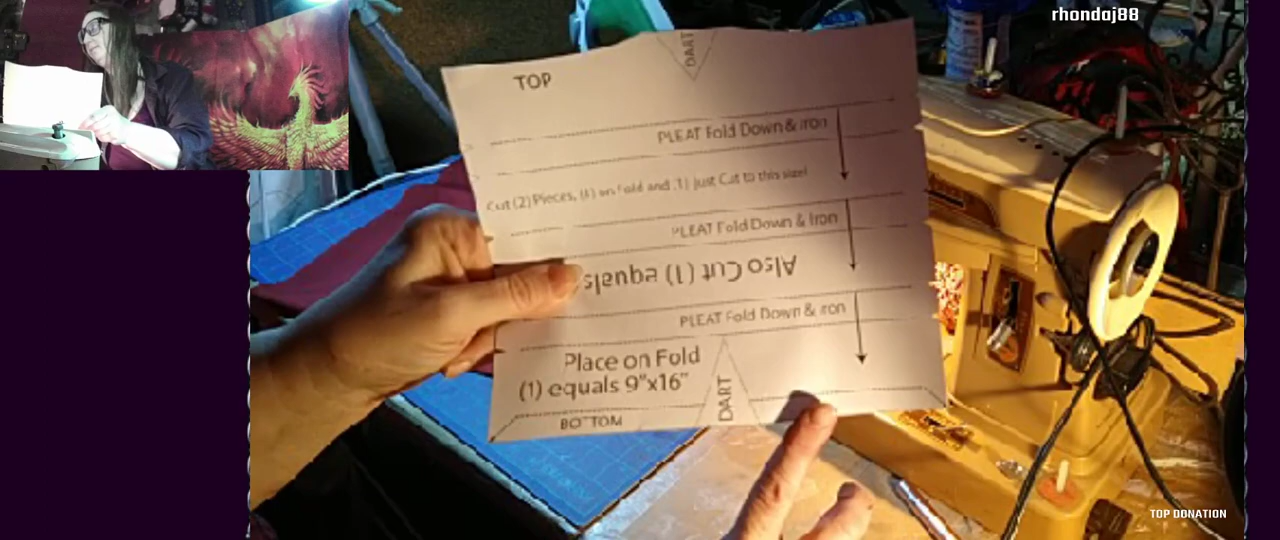 rhondaj88
TOP
DART
PLEAT Fold Down & Iron
Cut (2) Pieces, (1) on Fold and (1) Just Cut to this size!
PLEAT Fold Down & Iron
Also Cut (1) equals
PLEAT Fold Down & Iron
Place on Fold
(1) equals 9"x16"
DART
BOTTOM
TOP DONATION